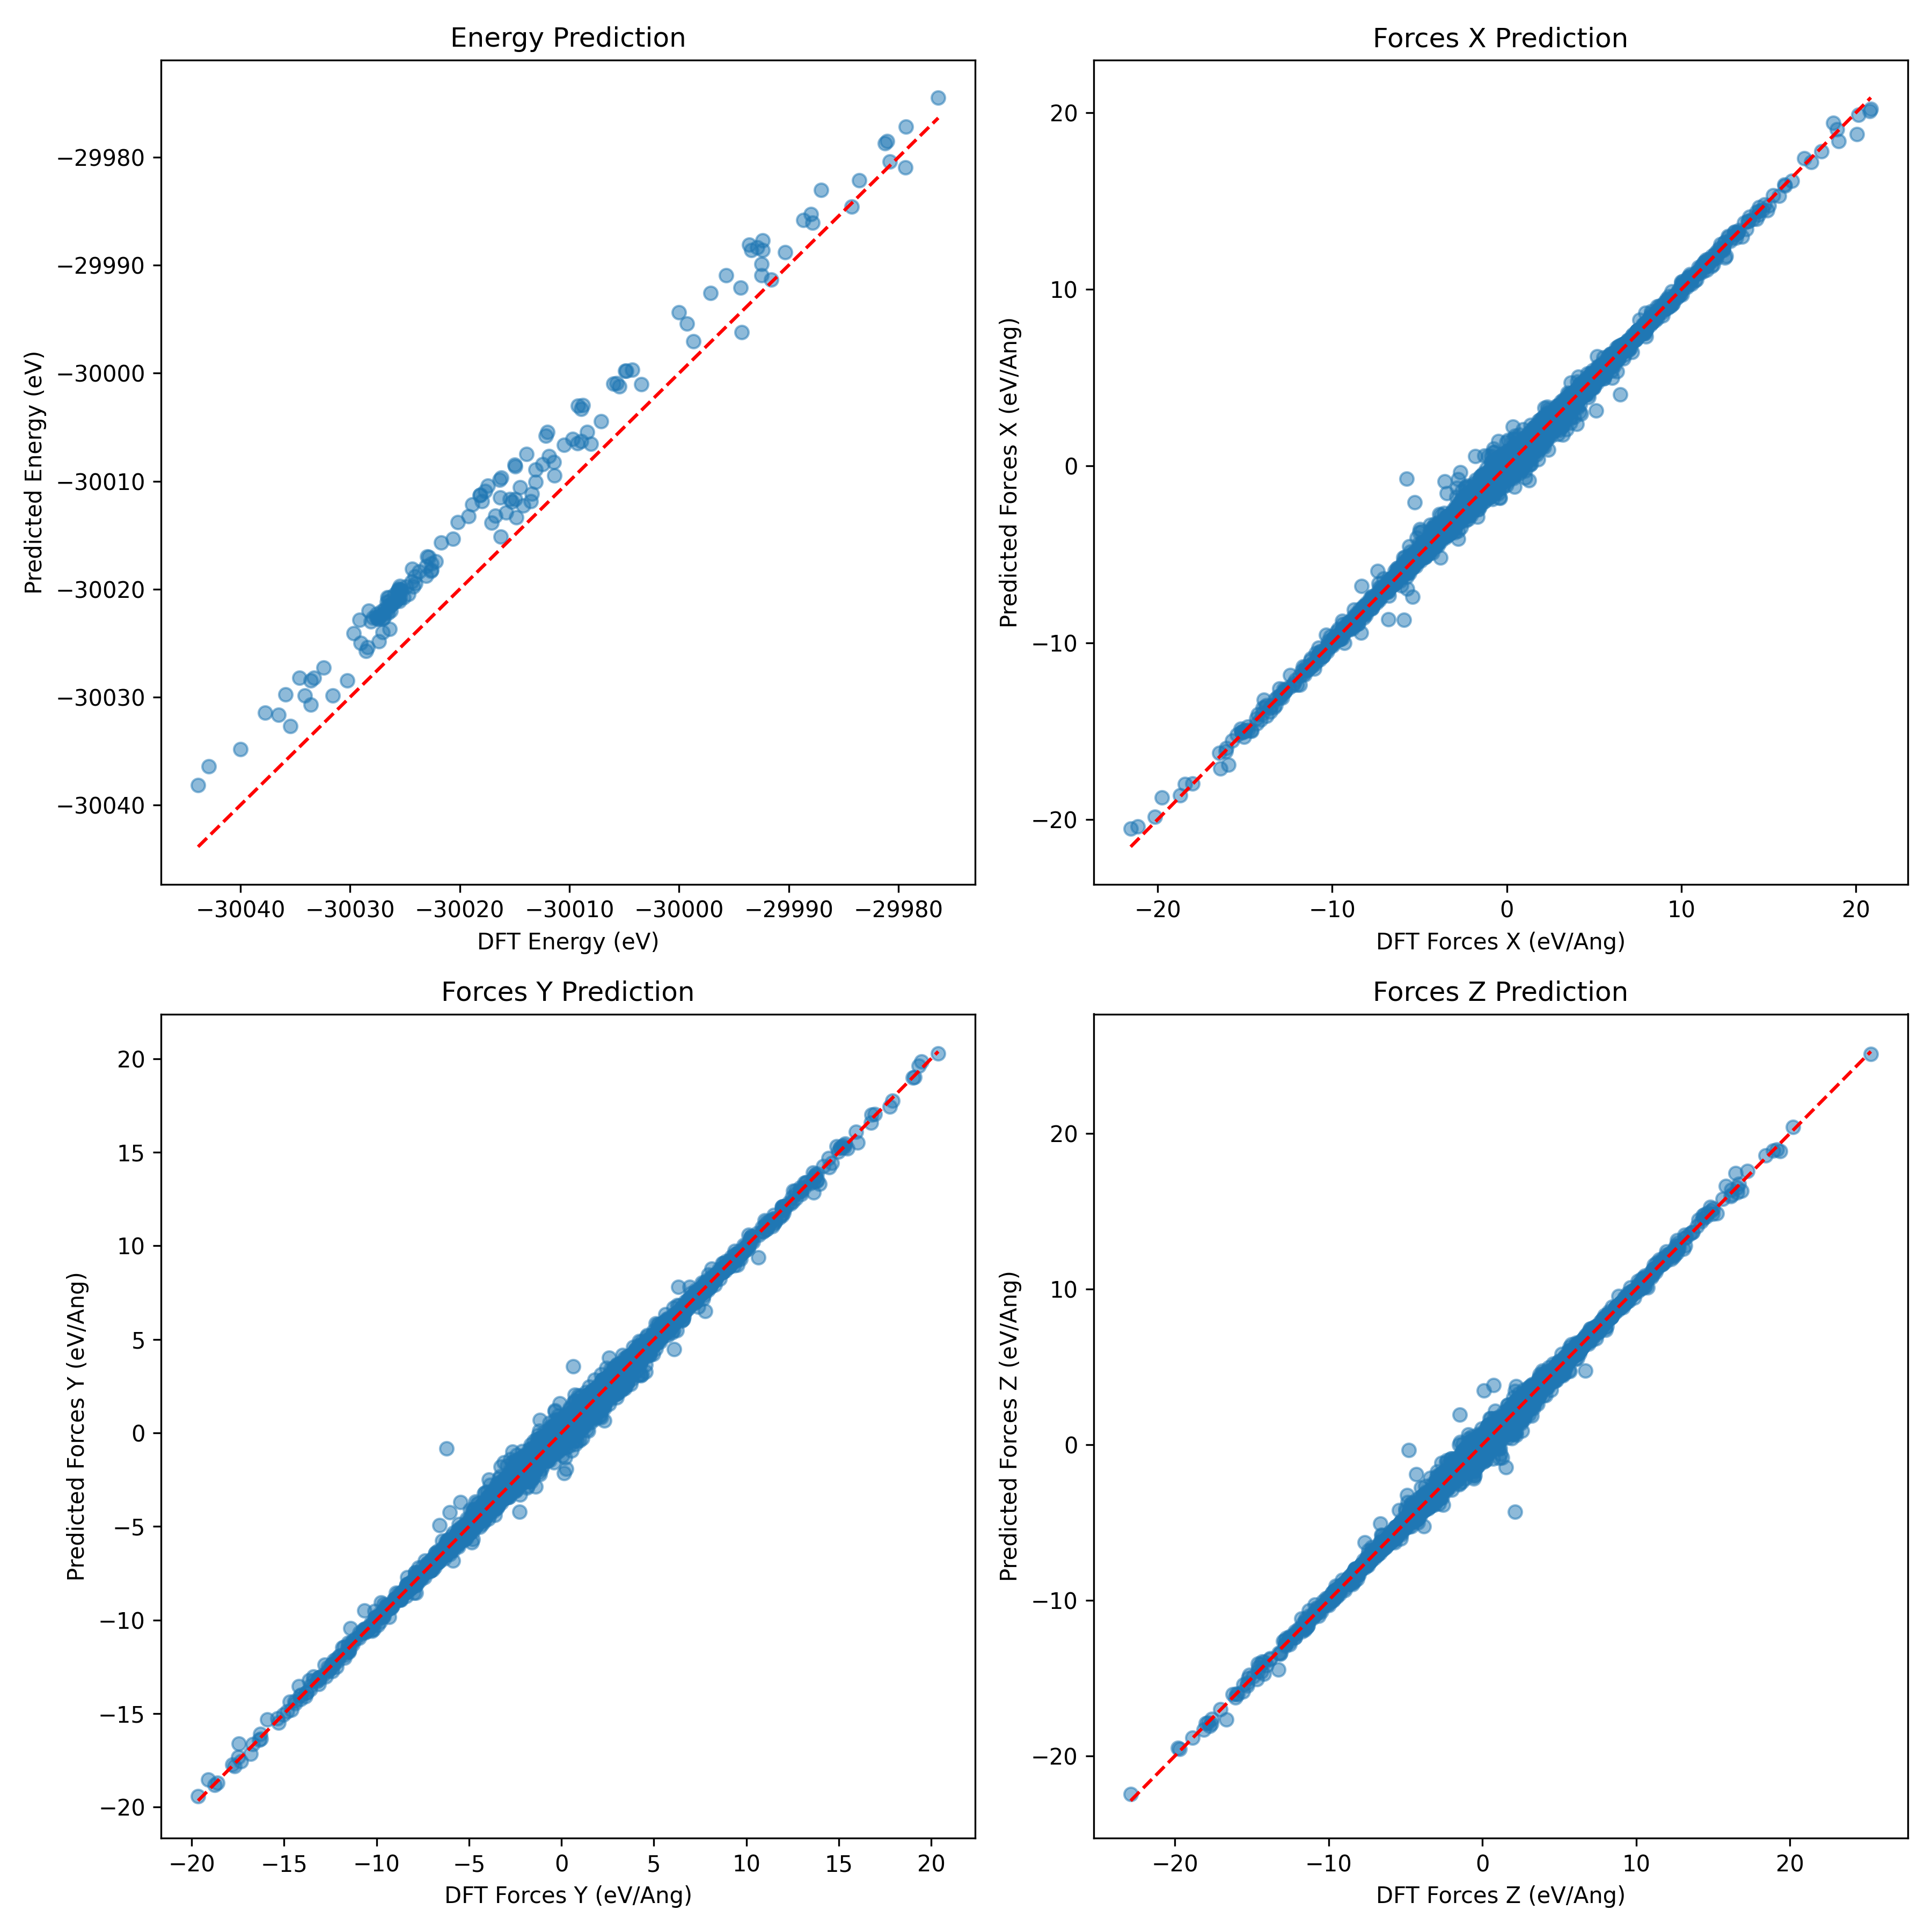 Energy Prediction
Predicted Energy (eV)
−29980
−29990
−30000
−30010
−30020
−30030
−30040
−30040 −30030 −30020 −30010 −30000 −29990 −29980
DFT Energy (eV)
Forces X Prediction
Predicted Forces X (eV/Ang)
20
10
0
−10
−20
−20 −10 0 10 20
DFT Forces X (eV/Ang)
Forces Y Prediction
Predicted Forces Y (eV/Ang)
20
15
10
5
0
−5
−10
−15
−20
−20 −15 −10 −5 0 5 10 15 20
DFT Forces Y (eV/Ang)
Forces Z Prediction
Predicted Forces Z (eV/Ang)
20
10
0
−10
−20
−20 −10 0 10 20
DFT Forces Z (eV/Ang)